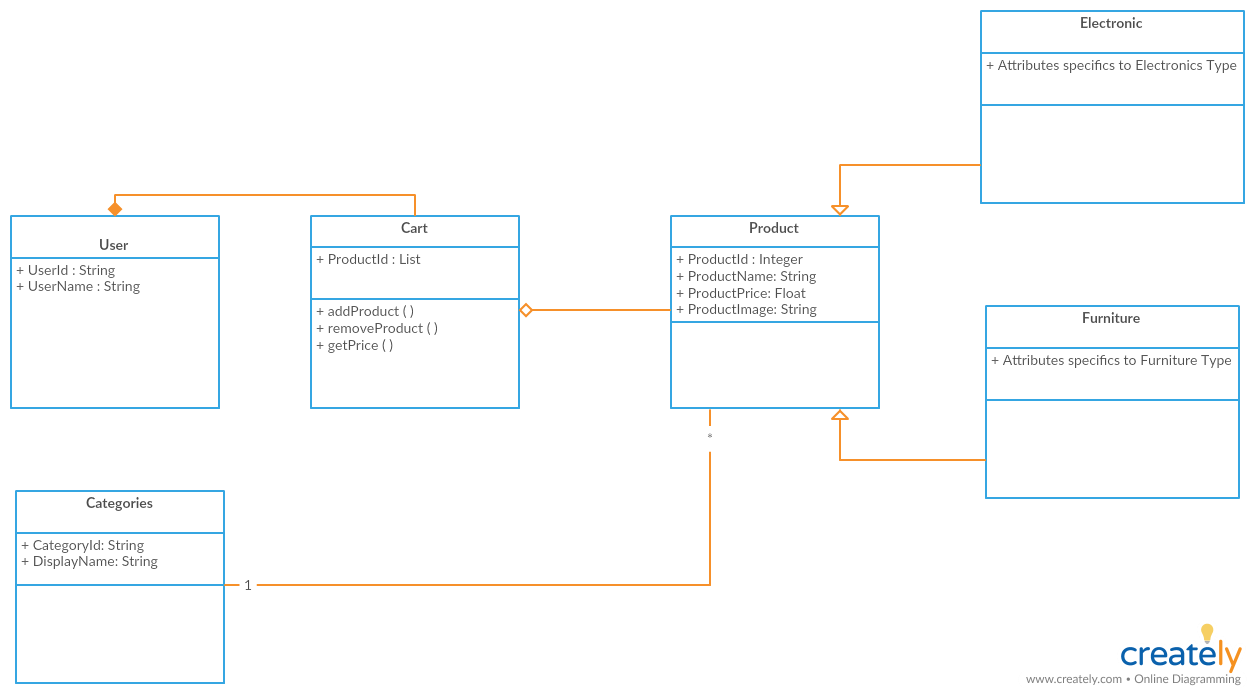 Electronic
+ Attributes specifics to Electronics Type
User
+ UserId : String
+ UserName : String
Cart
+ ProductId : List
+ addProduct ( )
+ removeProduct ( )
+ getPrice ( )
Product
+ ProductId : Integer
+ ProductName: String
+ ProductPrice: Float
+ ProductImage: String
Furniture
+ Attributes specifics to Furniture Type
*
Categories
+ CategoryId: String
+ DisplayName: String
1
creately
www.creately.com • Online Diagramming